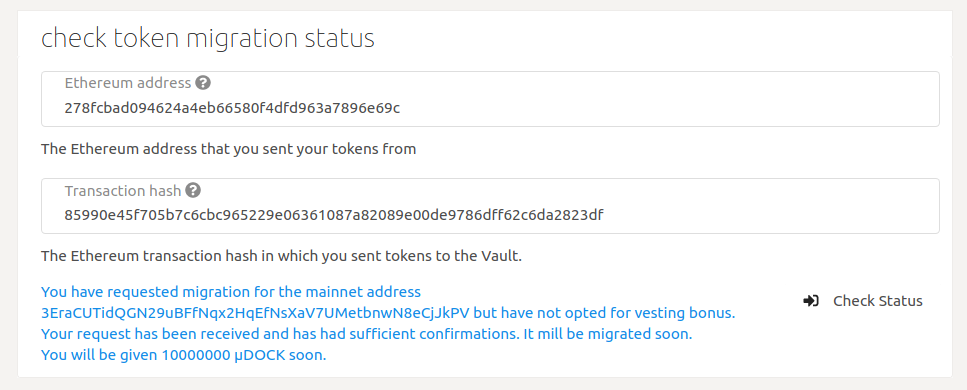 check token migration status
Ethereum address
278fcbad094624a4eb66580f4dfd963a7896e69c
The Ethereum address that you sent your tokens from
Transaction hash
85990e45f705b7c6cbc965229e06361087a82089e00de9786dff62c6da2823df
The Ethereum transaction hash in which you sent tokens to the Vault.
You have requested migration for the mainnet address
3EraCUTidQGN29uBFfNqx2HqEfNsXaV7UMetbnwN8eCjJkPV but have not opted for vesting bonus.
Your request has been received and has had sufficient confirmations. It mill be migrated soon.
You will be given 10000000 µDOCK soon.
Check Status